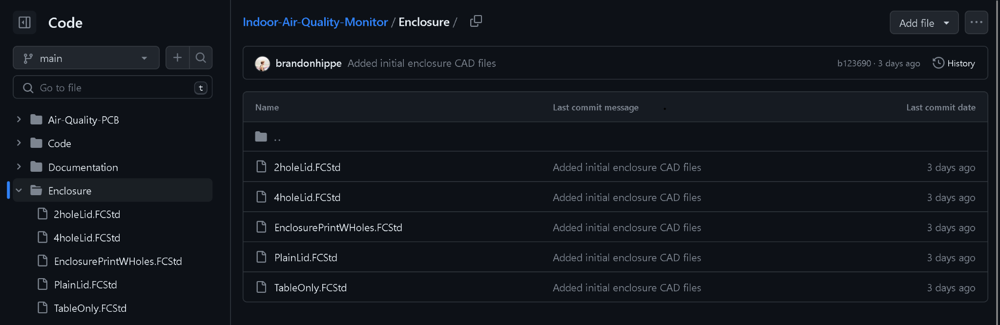 Code
main
Go to file
t
Air-Quality-PCB
Code
Documentation
Enclosure
2holeLid.FCStd
4holeLid.FCStd
EnclosurePrintWHoles.FCStd
PlainLid.FCStd
TableOnly.FCStd
Indoor-Air-Quality-Monitor / Enclosure /
Add file
brandonhippe Added initial enclosure CAD files b123690 · 3 days ago History
Name Last commit message Last commit date
..
2holeLid.FCStd Added initial enclosure CAD files 3 days ago
4holeLid.FCStd Added initial enclosure CAD files 3 days ago
EnclosurePrintWHoles.FCStd Added initial enclosure CAD files 3 days ago
PlainLid.FCStd Added initial enclosure CAD files 3 days ago
TableOnly.FCStd Added initial enclosure CAD files 3 days ago